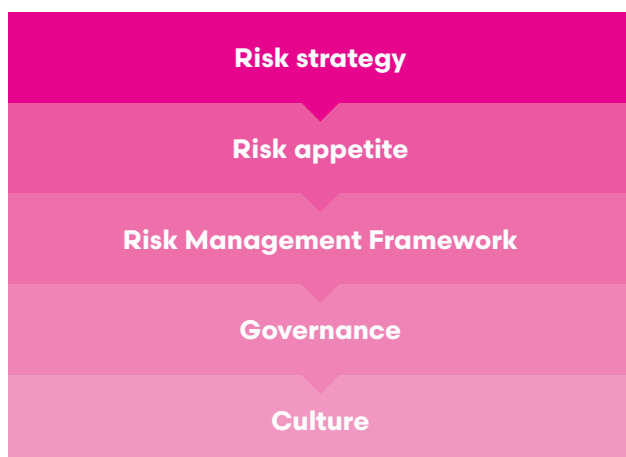 Risk strategy
Risk appetite
Risk Management Framework
Governance
Culture